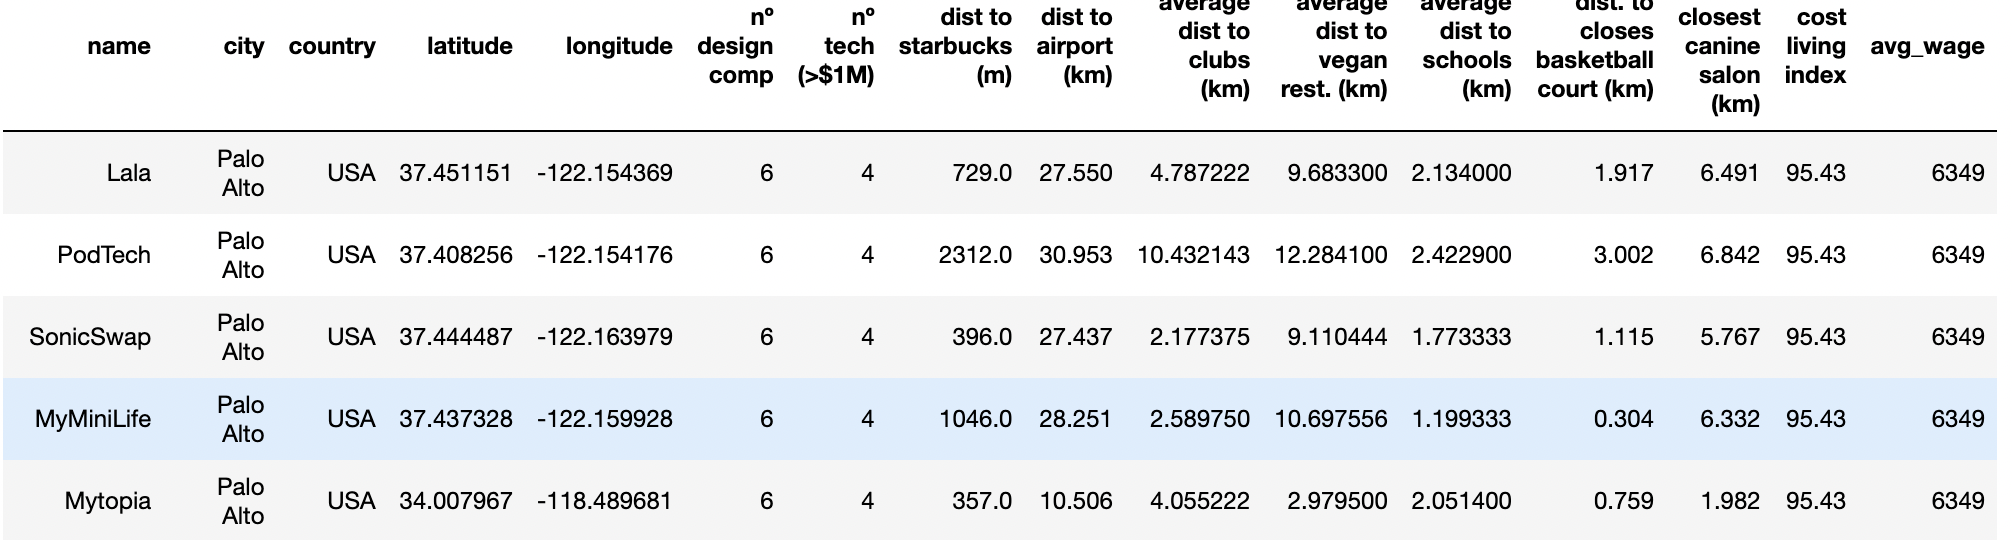 name city country latitude longitude nº design comp nº tech (>$1M) dist to starbucks (m) dist to airport (km) average dist to clubs (km) average dist to vegan rest. (km) average dist to schools (km) dist. to closes basketball court (km) closest canine salon (km) cost living index avg_wage
Lala Palo Alto USA 37.451151 -122.154369 6 4 729.0 27.550 4.787222 9.683300 2.134000 1.917 6.491 95.43 6349
PodTech Palo Alto USA 37.408256 -122.154176 6 4 2312.0 30.953 10.432143 12.284100 2.422900 3.002 6.842 95.43 6349
SonicSwap Palo Alto USA 37.444487 -122.163979 6 4 396.0 27.437 2.177375 9.110444 1.773333 1.115 5.767 95.43 6349
MyMiniLife Palo Alto USA 37.437328 -122.159928 6 4 1046.0 28.251 2.589750 10.697556 1.199333 0.304 6.332 95.43 6349
Mytopia Palo Alto USA 34.007967 -118.489681 6 4 357.0 10.506 4.055222 2.979500 2.051400 0.759 1.982 95.43 6349